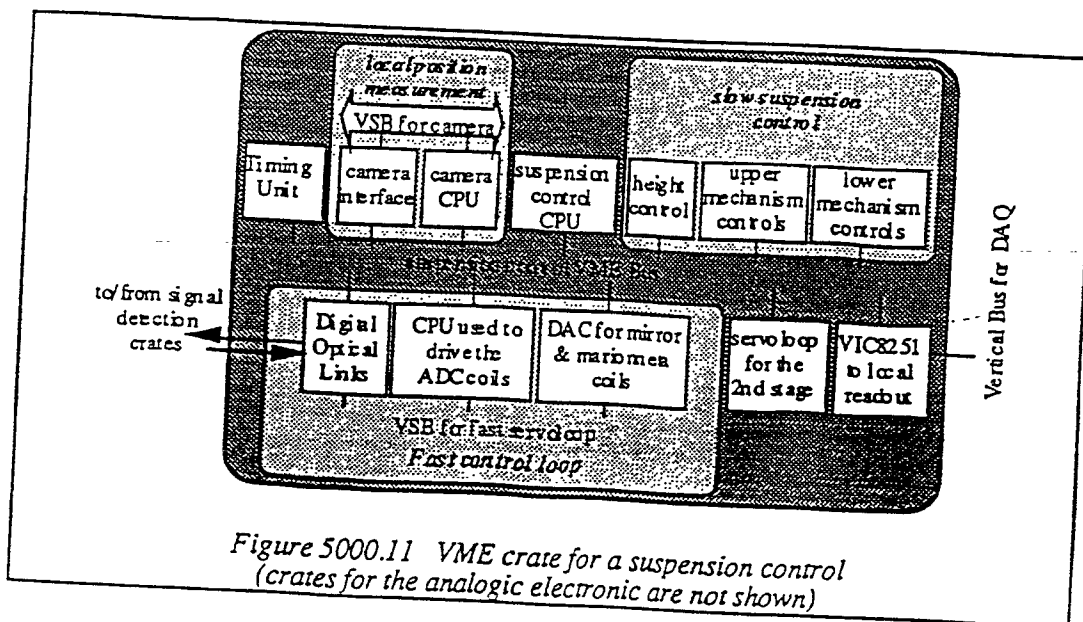 local position
measurement
VSB for camera
slow suspension
control
Timing
Unit
camera
interface
camera
CPU
suspension
control
CPU
height
control
upper
mechanism
controls
lower
mechanism
controls
VME Bus
to/from signal
detection
crates
Digital
Optical
Links
CPU used to
drive the
ADC coils
DAC for mirror
& marionnea
coils
servo loop
for the
2nd stage
VIC8251
to local
readout
Vertical Bus for DAQ
VSB for fast servo loop
Fast control loop
Figure 5000.11 VME crate for a suspension control
(crates for the analogic electronic are not shown)